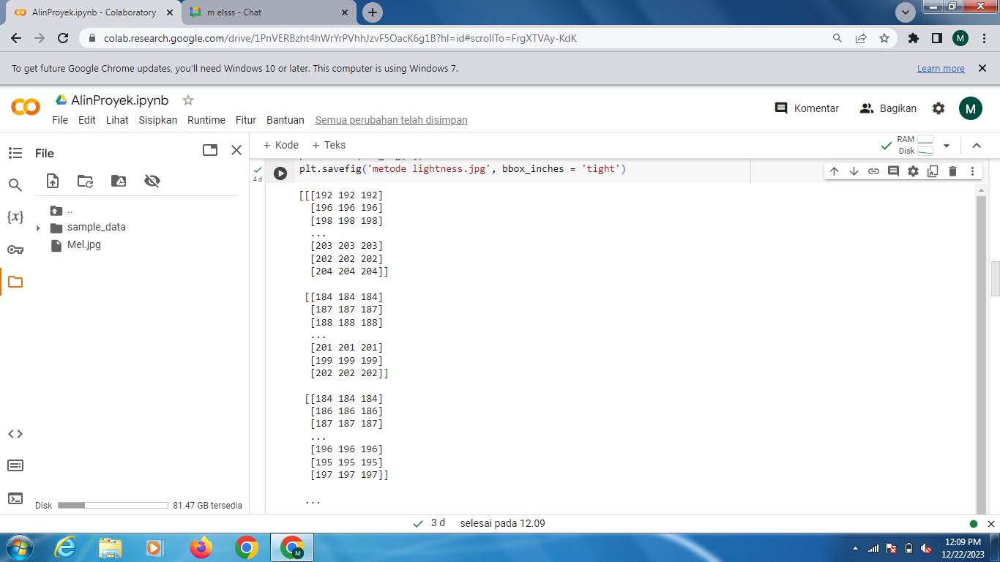 AlinProyek.ipynb - Colaboratory
m elsss - Chat
colab.research.google.com/drive/1PnVERBzht4hWrYrPVhhJzvF5OacK6g1B?hl=id#scrollTo=FrgXTVAy-KdK
M
To get future Google Chrome updates, you'll need Windows 10 or later. This computer is using Windows 7.
Learn more
CO
AlinProyek.ipynb
File Edit Lihat Sisipkan Runtime Fitur Bantuan Semua perubahan telah disimpan
Komentar
Bagikan
M
File
+ Kode + Teks
RAM
Disk
4 d
plt.savefig('metode lightness.jpg', bbox_inches = 'tight')
{x}
..
sample_data
Mel.jpg
[[[192 192 192]
[196 196 196]
[198 198 198]
...
[203 203 203]
[202 202 202]
[204 204 204]]
[[184 184 184]
[187 187 187]
[188 188 188]
...
[201 201 201]
[199 199 199]
[202 202 202]]
[[184 184 184]
[186 186 186]
[187 187 187]
...
[196 196 196]
[195 195 195]
[197 197 197]]
...
Disk 81.47 GB tersedia
3 d selesai pada 12.09
M
12:09 PM
12/22/2023